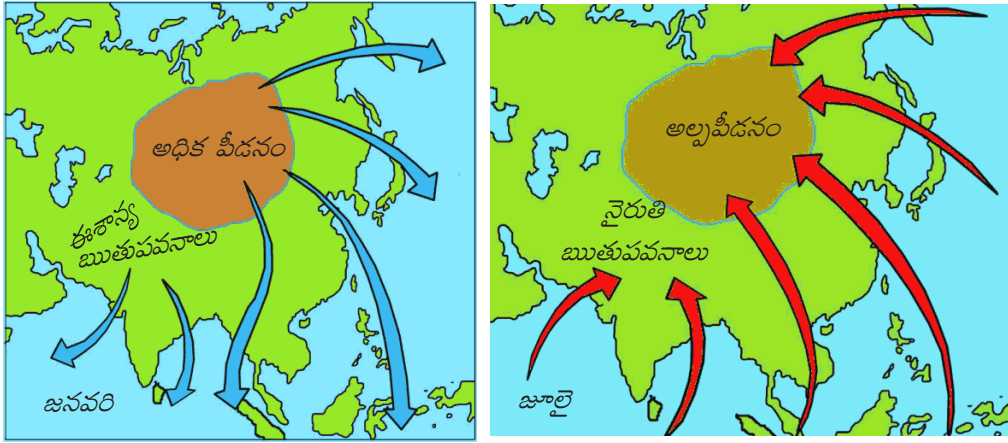 అధిక పీడనం
ఈశాన్య
ఋతుపవనాలు
జనవరి
అల్పపీడనం
నైరుతి
ఋతుపవనాలు
జూలై